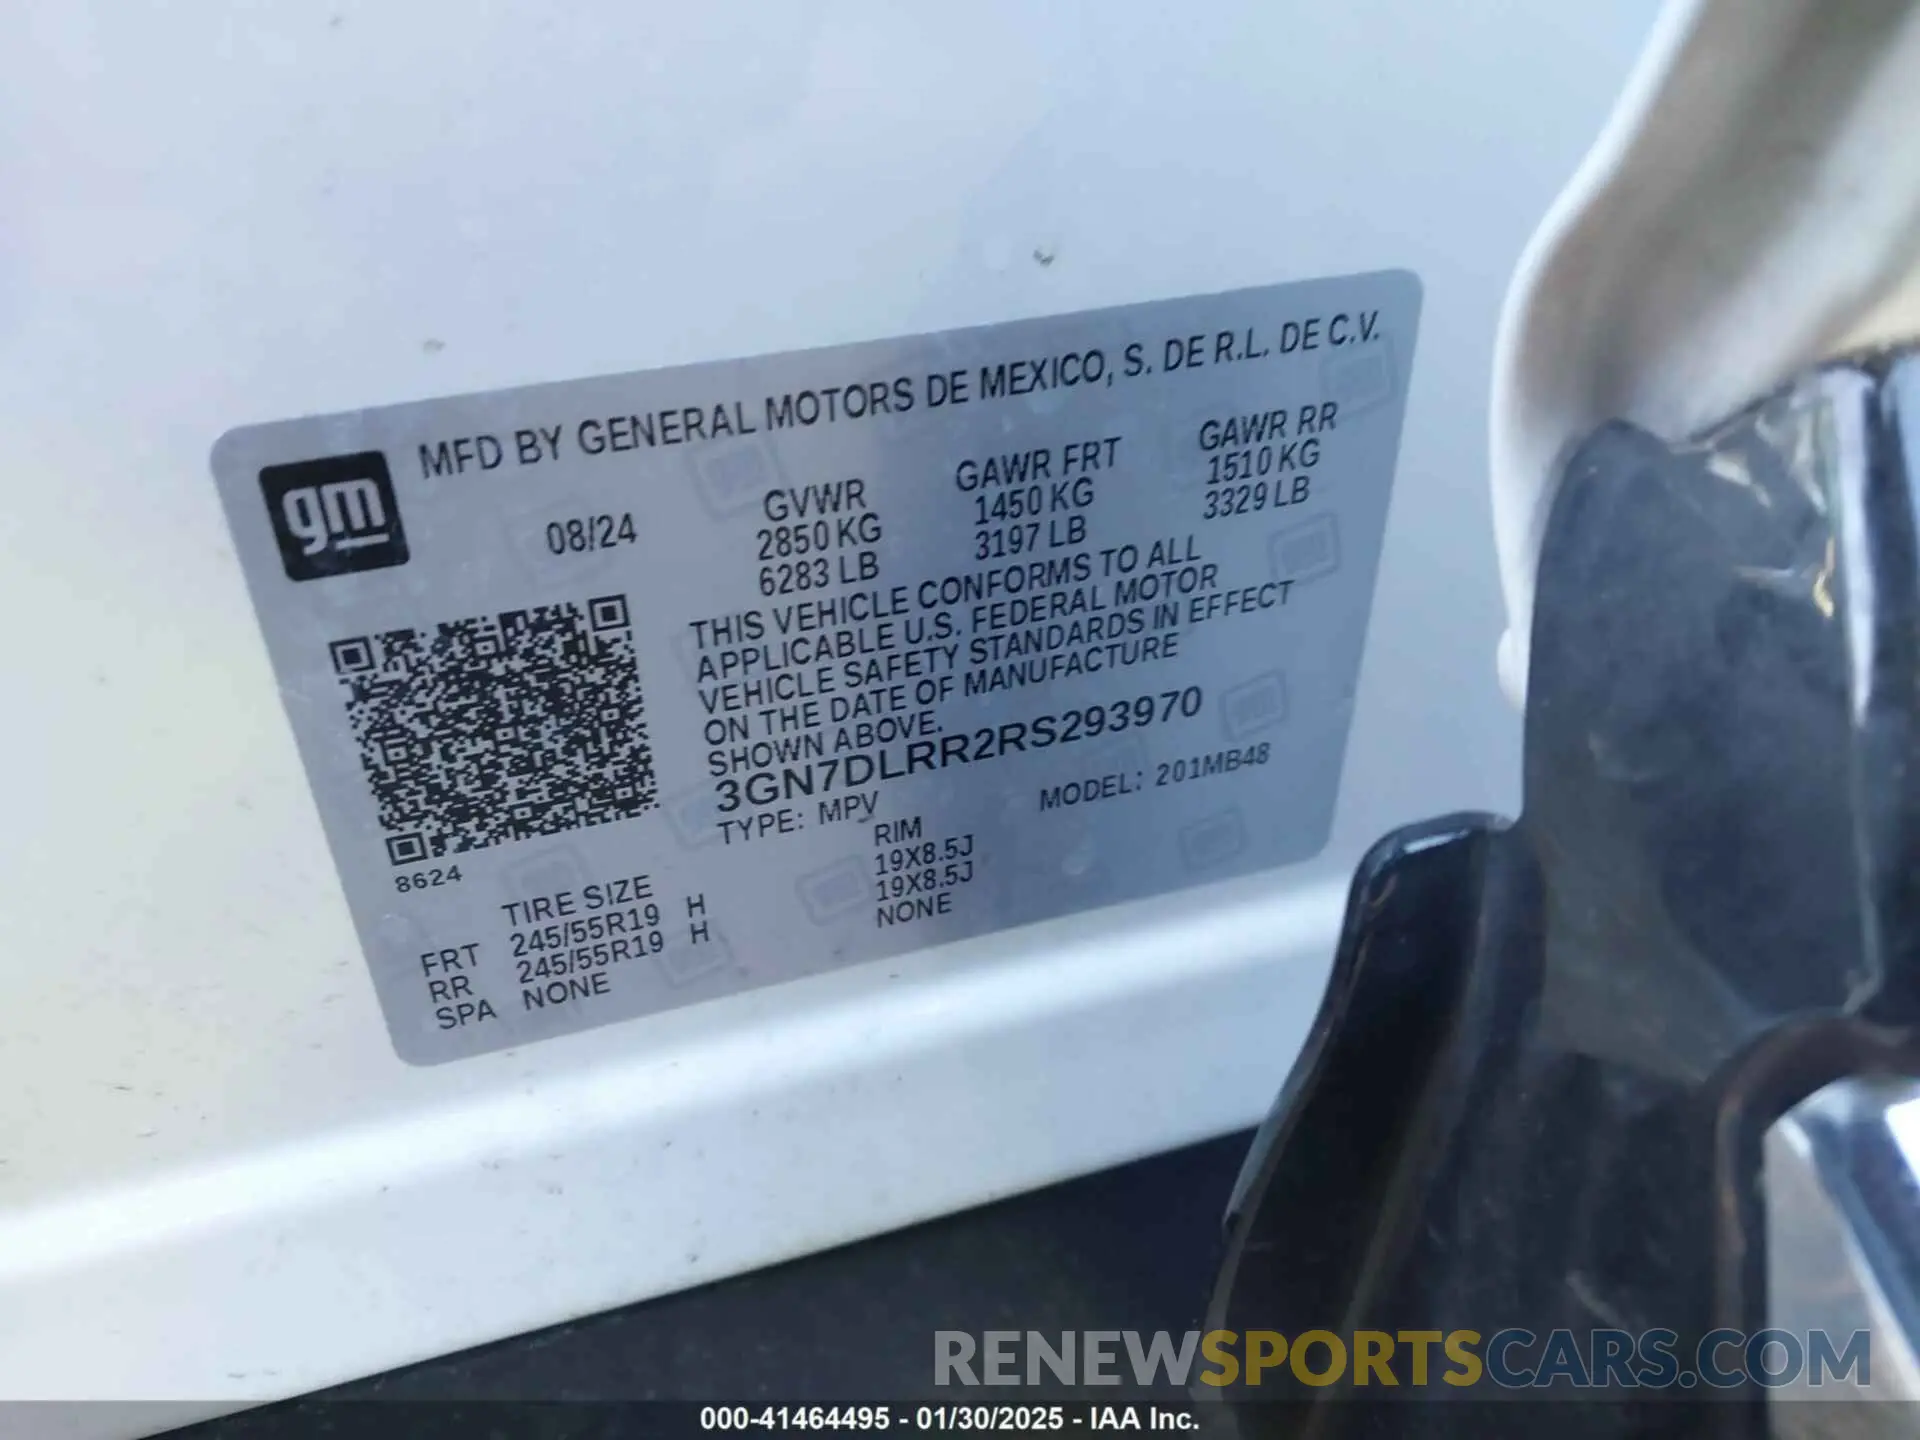 MFD BY GENERAL MOTORS DE MEXICO, S. DE R.L. DE C.V.
gm
08/24
GVWR
2850 KG
6283 LB
GAWR FRT
1450 KG
3197 LB
GAWR RR
1510 KG
3329 LB
THIS VEHICLE CONFORMS TO ALL
APPLICABLE U.S. FEDERAL MOTOR
VEHICLE SAFETY STANDARDS IN EFFECT
ON THE DATE OF MANUFACTURE
SHOWN ABOVE.
3GN7DLRR2RS293970
TYPE: MPV
MODEL: 201MB48
8624
TIRE SIZE
RIM
FRT 245/55R19 H 19X8.5J
RR 245/55R19 H 19X8.5J
SPA NONE NONE
RENEWSPORTSCARS.COM
000-41464495 - 01/30/2025 - IAA Inc.